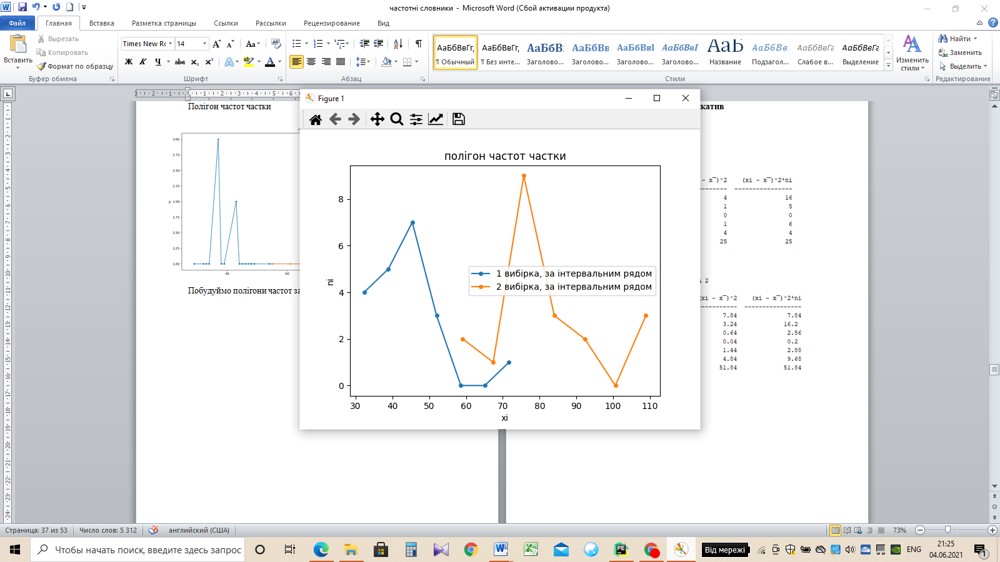 частотні словники - Microsoft Word (Сбой активации продукта)
Файл Главная Вставка Разметка страницы Ссылки Рассылки Рецензирование Вид
Вставить
Вырезать
Копировать
Формат по образцу
Буфер обмена
Times New Ro 14
Ж К Ч abc x₂ x²
Шрифт
Абзац
АаБбВвГг, АаБбВвГг, АаБбВ АаБбВв АаБбВвІ АаБбВвІ АаБ АаБбВв. АаБбВвГг АаБбВвГг
¶ Обычный ¶ Без инте... Заголово... Заголово... Заголово... Заголово... Название Подзагол... Слабое в... Выделение
Стили
Изменить стили
Найти
Заменить
Выделить
Редактирование
Полігон частот частки
3.00
2.75
2.50
2.25
2.00
1.75
1.50
1.25
1.00
40 60
Побудуймо полігони частот за
Figure 1
полігон частот частки
ni
8
6
4
2
0
1 вибірка, за інтервальним рядом
2 вибірка, за інтервальним рядом
30 40 50 60 70 80 90 100 110
xi
катив
- x‾)^2 (xi - x‾)^2*ni
4 16
1 5
0 0
1 6
4 4
25 25
2
(xi - x‾)^2 (xi - x‾)^2*ni
7.84 7.84
3.24 16.2
0.64 2.56
0.04 0.2
1.44 2.88
4.84 9.68
51.84 51.84
Страница: 37 из 53 Число слов: 5 312 английский (США) 73%
Чтобы начать поиск, введите здесь запрос
Від мережі
ENG
21:25
04.06.2021
1